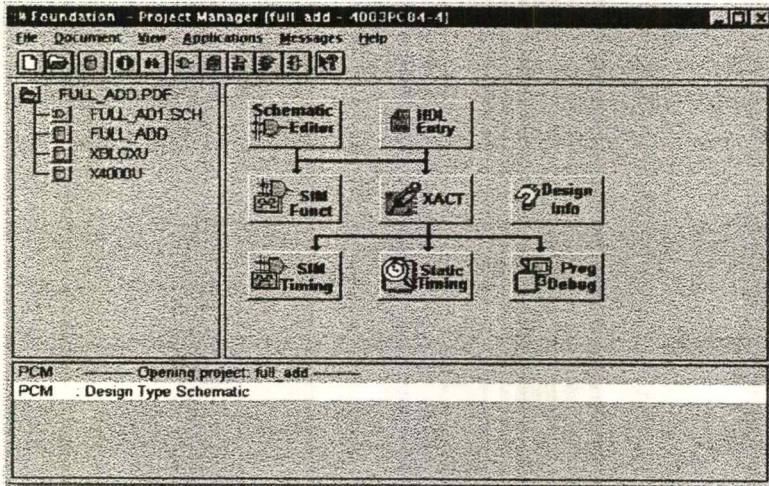 Foundation - Project Manager [full_add - 4003PC84-4]
File Document View Applications Messages Help
FULL_ADD.PDF
FULL_AD1.SCH
FULL_ADD
XBLOXU
X4000U
Schematic
Editor
HDL
Entry
SIM
Funct
XACT
Design
Info
SIM
Timing
Static
Timing
Prog
Debug
PCM : ------- Opening project: full_add -------
PCM : Design Type Schematic